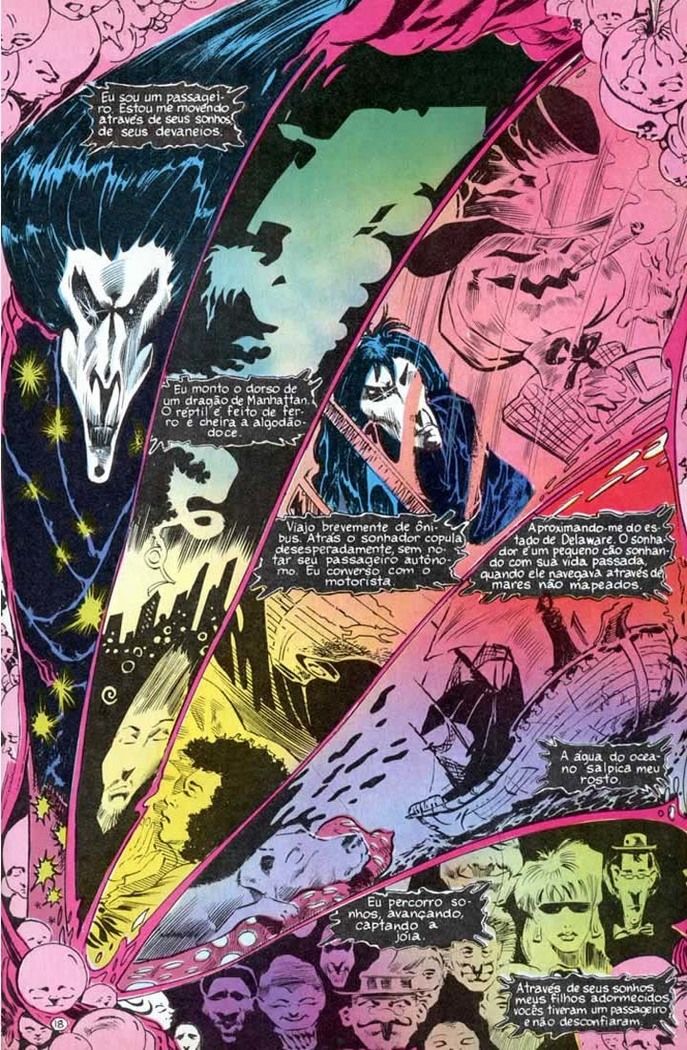 Eu sou um passagei-
ro. Estou me movendo
através de seus sonhos,
de seus devaneios.
Eu monto o dorso de
um dragão de Manhattan.
O réptil é feito de fer-
ro e cheira a algodão-
doce.
CR
Viajo brevemente de ôni-
bus. Atrás o sonhador copula
desesperadamente, sem no-
tar seu passageiro autôno-
mo. Eu converso com o
motorista.
Aproximando-me do es-
tado de Delaware. O sonha-
dor é um pequeno cão sonhan-
do com sua vida passada,
quando ele navegava através de
mares não mapeados.
A água do ocea-
no salpica meu
rosto.
Eu percorro so-
nhos, avançando,
captando a
jóia.
Através de seus sonhos,
meus filhos adormecidos,
vocês tiveram um passageiro
e não desconfiaram.
18